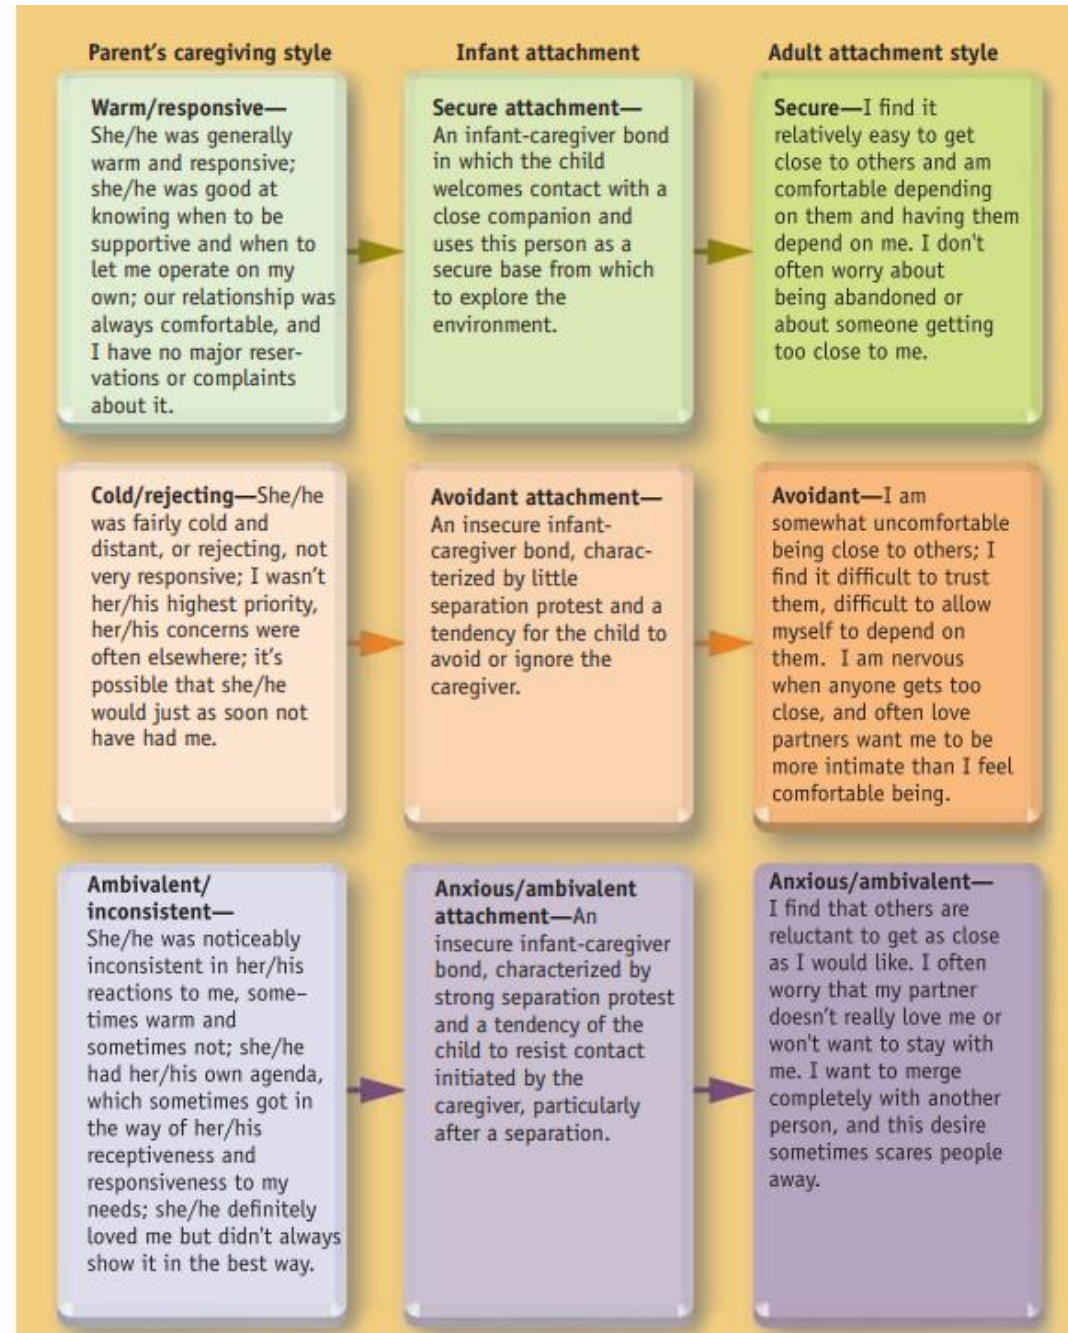 Parent's caregiving style
Infant attachment
Adult attachment style
Warm/responsive—
She/he was generally
warm and responsive;
she/he was good at
knowing when to be
supportive and when to
let me operate on my
own; our relationship was
always comfortable, and
I have no major reser-
vations or complaints
about it.
Secure attachment—
An infant-caregiver bond
in which the child
welcomes contact with a
close companion and
uses this person as a
secure base from which
to explore the
environment.
Secure—I find it
relatively easy to get
close to others and am
comfortable depending
on them and having them
depend on me. I don't
often worry about
being abandoned or
about someone getting
too close to me.
Cold/rejecting—She/he
was fairly cold and
distant, or rejecting, not
very responsive; I wasn't
her/his highest priority,
her/his concerns were
often elsewhere; it's
possible that she/he
would just as soon not
have had me.
Avoidant attachment—
An insecure infant-
caregiver bond, charac-
terized by little
separation protest and a
tendency for the child to
avoid or ignore the
caregiver.
Avoidant—I am
somewhat uncomfortable
being close to others; I
find it difficult to trust
them, difficult to allow
myself to depend on
them. I am nervous
when anyone gets too
close, and often love
partners want me to be
more intimate than I feel
comfortable being.
Ambivalent/
inconsistent—
She/he was noticeably
inconsistent in her/his
reactions to me, some–
times warm and
sometimes not; she/he
had her/his own agenda,
which sometimes got in
the way of her/his
receptiveness and
responsiveness to my
needs; she/he definitely
loved me but didn't always
show it in the best way.
Anxious/ambivalent
attachment—An
insecure infant-caregiver
bond, characterized by
strong separation protest
and a tendency of the
child to resist contact
initiated by the
caregiver, particularly
after a separation.
Anxious/ambivalent—
I find that others are
reluctant to get as close
as I would like. I often
worry that my partner
doesn't really love me or
won't want to stay with
me. I want to merge
completely with another
person, and this desire
sometimes scares people
away.